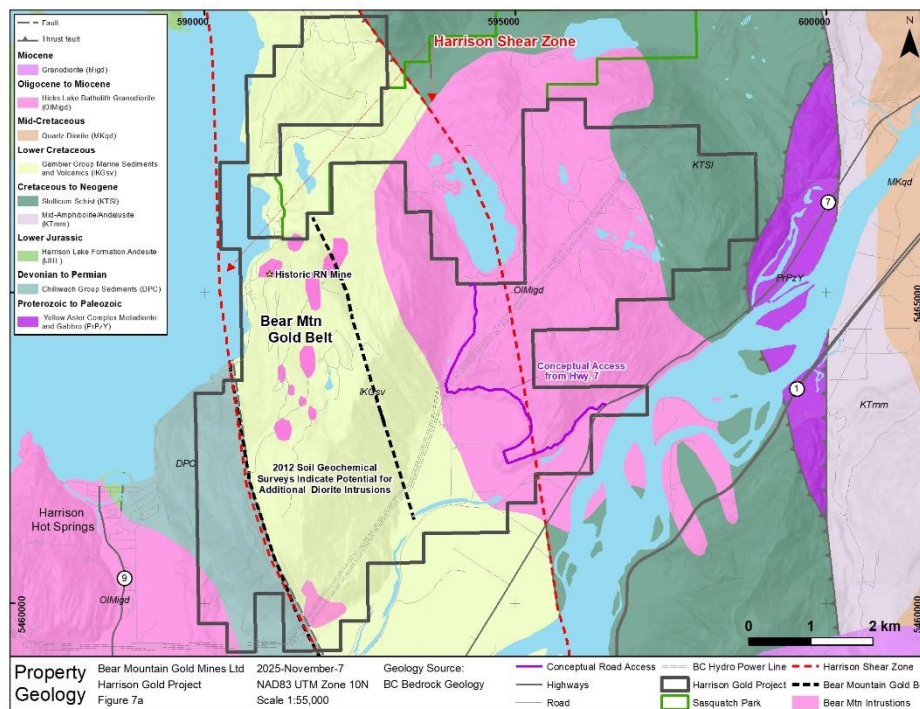 590000
595000
600000
N
Fault
Thrust fault
Miocene
Granodiorite (Migd)
Oligocene to Miocene
Hicks Lake Batholith Granodiorite
(OlMigd)
Mid-Cretaceous
Quartz Diorite (MKqd)
Lower Cretaceous
Gambier Group Marine Sediments
and Volcanics (lKGsv)
Cretaceous to Neogene
Slollicum Schist (KTSl)
Mid-Amphibolite/Andalusite
(KTmm)
Lower Jurassic
Harrison Lake Formation Andesite
Devonian to Permian
Chilliwack Group Sediments (DPC)
Proterozoic to Paleozoic
Yellow Aster Complex Metadiorite
and Gabbro (PrPzY)
Harrison Shear Zone
KTSl
MKqd
7
Historic RN Mine
OlMigd
PrPzY
5465000
5465000
Bear Mtn
Gold Belt
Conceptual Access
from Hwy. 7
lKGsv
1
KTmm
DPC
2012 Soil Geochemical
Surveys Indicate Potential for
Additional Diorite Intrusions
Harrison
Hot Springs
9
OlMigd
5460000
5460000
0 1 2 km
Property
Geology
Bear Mountain Gold Mines Ltd
Harrison Gold Project
Figure 7a
2025-November-7
NAD83 UTM Zone 10N
Scale 1:55,000
Geology Source:
BC Bedrock Geology
Conceptual Road Access
Highways
Road
BC Hydro Power Line
Harrison Gold Project
Sasquatch Park
Harrison Shear Zone
Bear Mountain Gold Be
Bear Mtn Intrusions